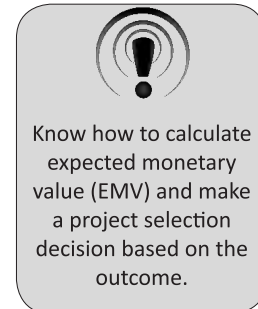 Know how to calculate
expected monetary
value (EMV) and make
a project selection
decision based on the
outcome.